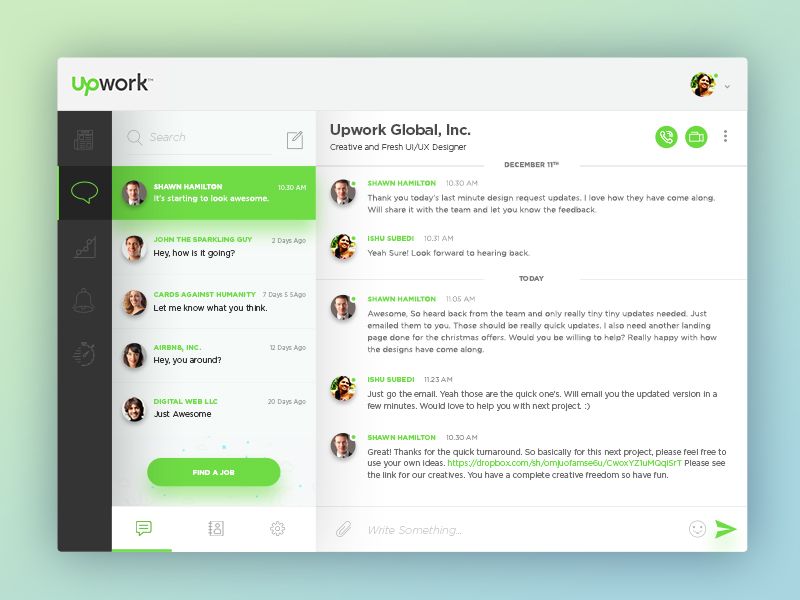 Upwork™
Search
SHAWN HAMILTON 10.30 AM
It's starting to look awesome.
JOHN THE SPARKLING GUY 2 Days Ago
Hey, how is it going?
CARDS AGAINST HUMANITY 7 Days 5 5Ago
Let me know what you think.
AIRBNB, INC. 12 Days Ago
Hey, you around?
DIGITAL WEB LLC 20 Days Ago
Just Awesome
FIND A JOB
Upwork Global, Inc.
Creative and Fresh UI/UX Designer
DECEMBER 11TH
SHAWN HAMILTON 10.30 AM
Thank you today's last minute design request updates. I love how they have come along.
Will share it with the team and let you know the feedback.
ISHU SUBEDI 10.31 AM
Yeah Sure! Look forward to hearing back.
TODAY
SHAWN HAMILTON 11.05 AM
Awesome, So heard back from the team and only really tiny tiny updates needed. Just
emailed them to you. Those should be really quick updates. I also need another landing
page done for the christmas offers. Would you be willing to help? Really happy with how
the designs have come along.
ISHU SUBEDI 11.23 AM
Just go the email. Yeah those are the quick one's. Will email you the updated version in a
few minutes. Would love to help you with next project. :)
SHAWN HAMILTON 10.30 AM
Great! Thanks for the quick turnaround. So basically for this next project, please feel free to
use your own ideas. https://dropbox.com/sh/omjuofamse6u/CwoxYZ1uMQqlSrT Please see
the link for our creatives. You have a complete creative freedom so have fun.
Write Something...